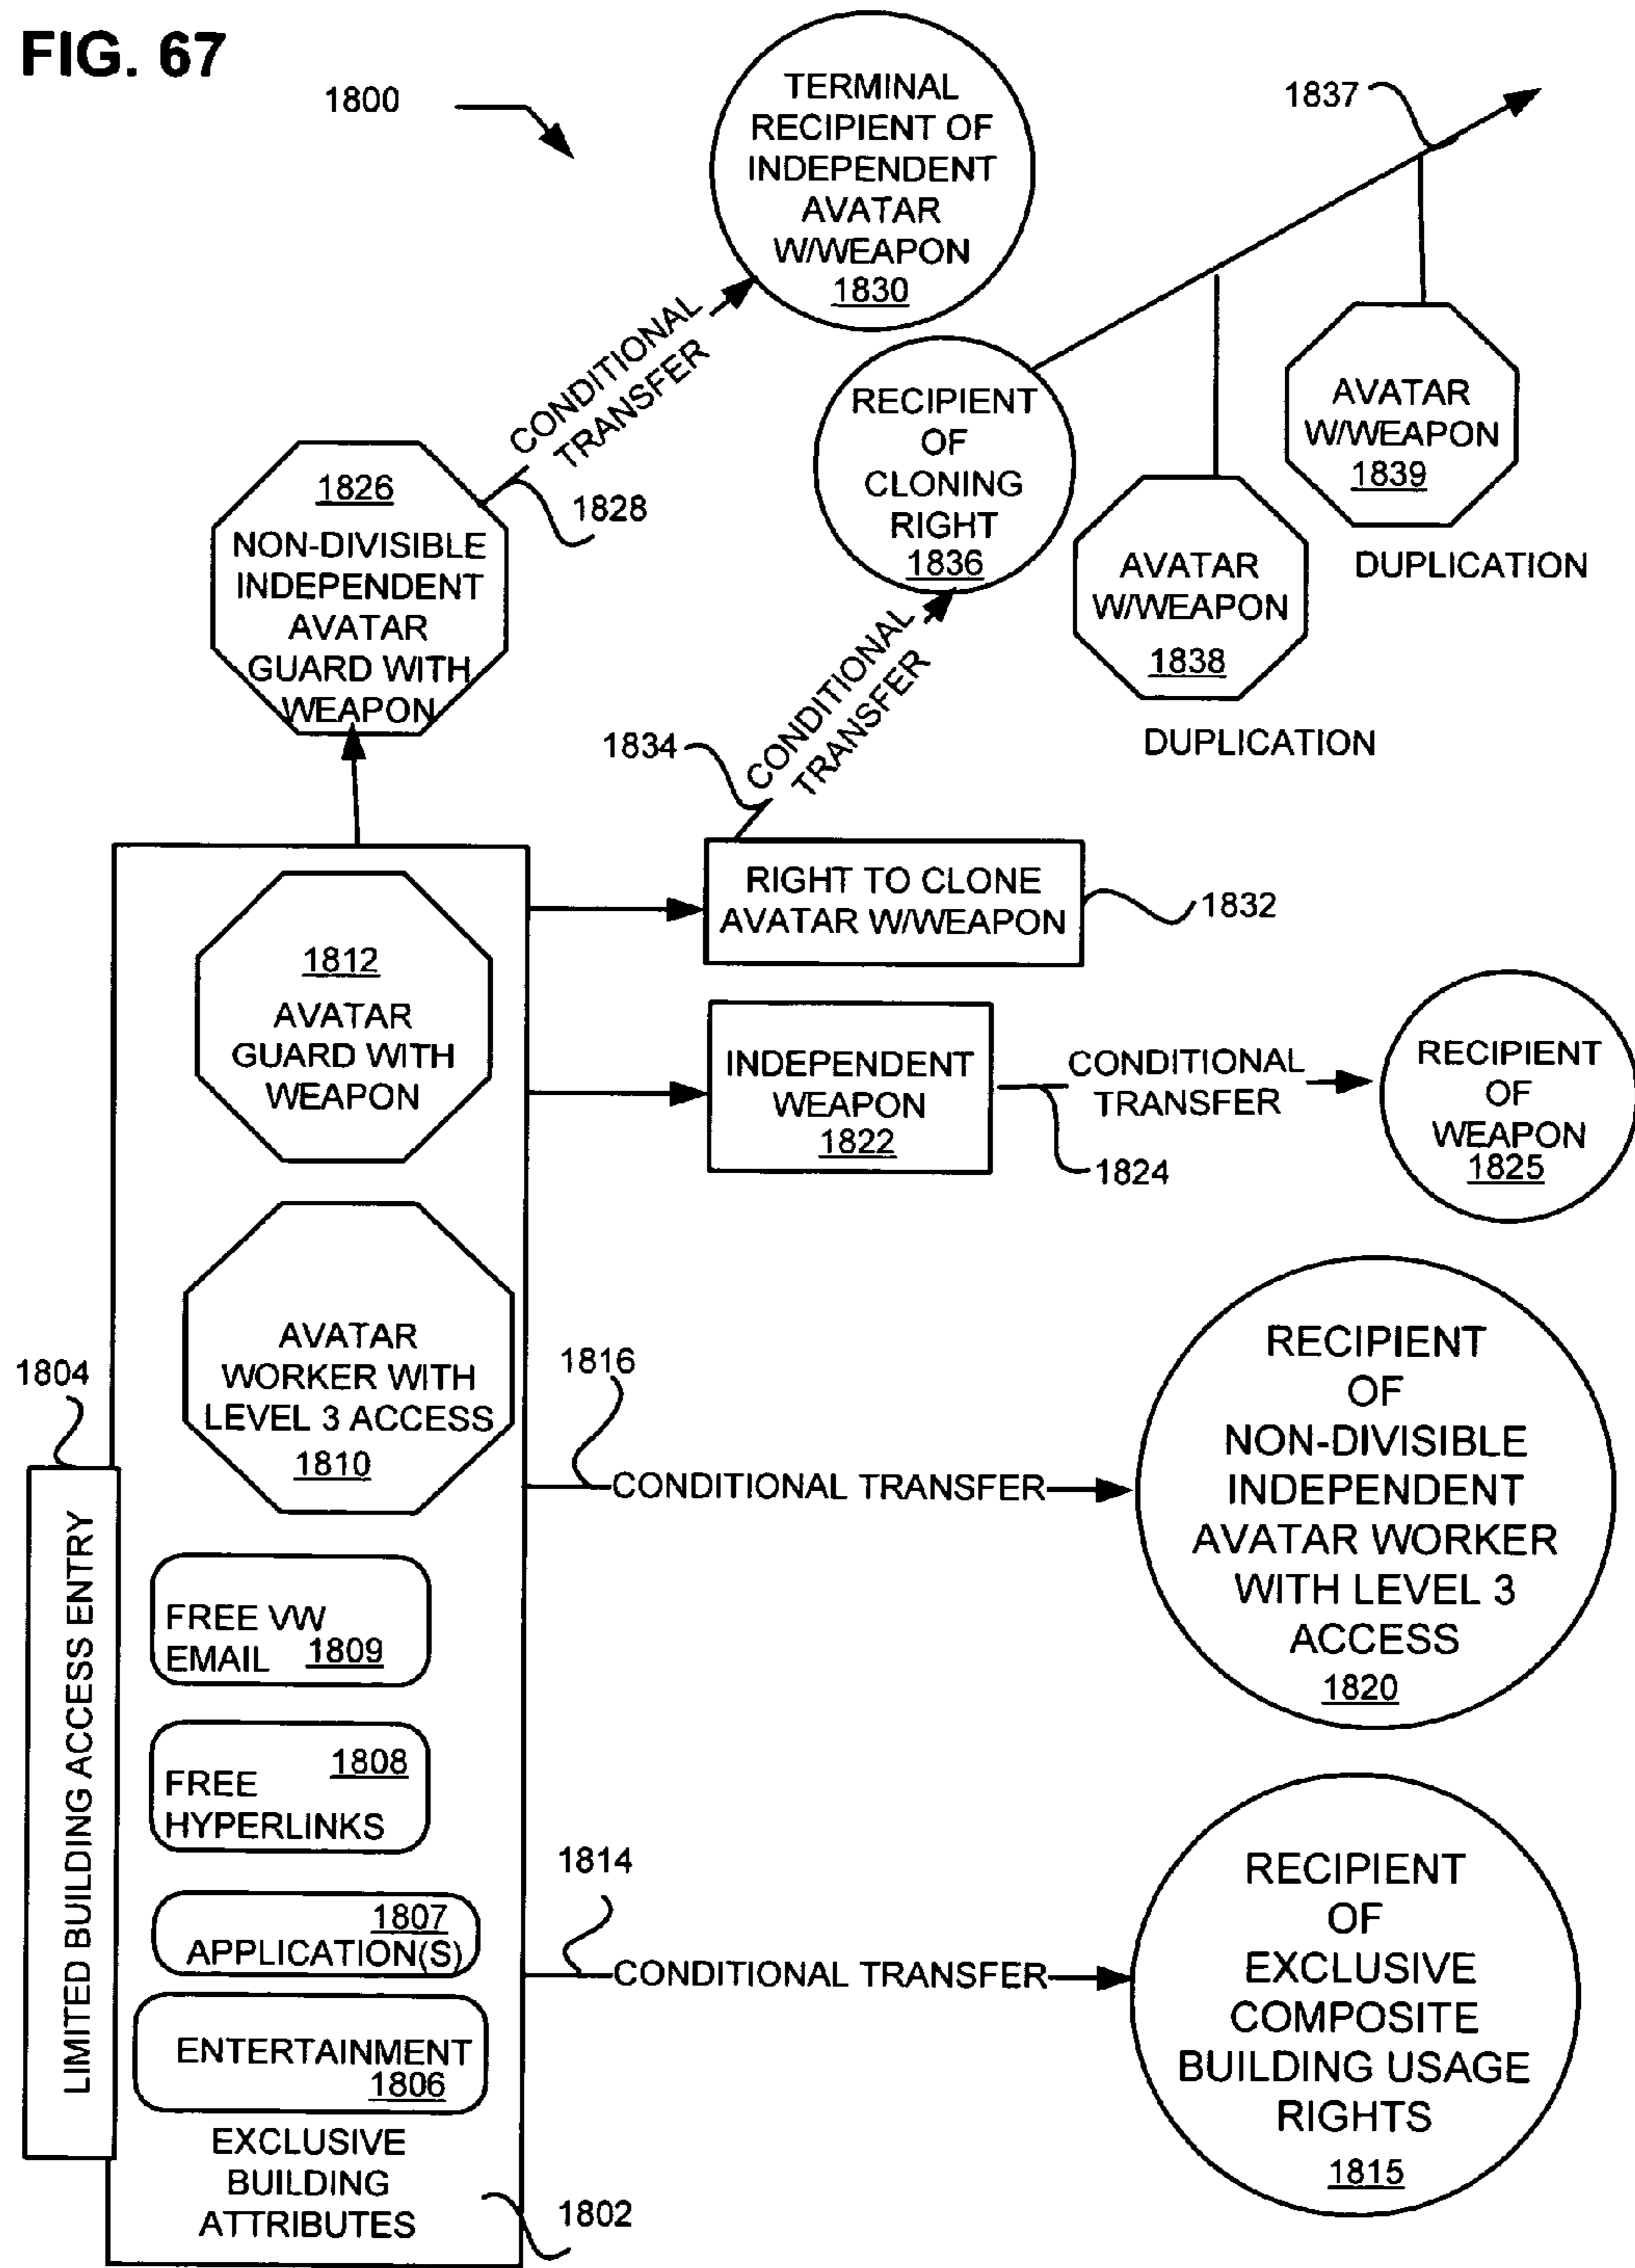 FIG. 67
1800
TERMINAL
RECIPIENT OF
INDEPENDENT
AVATAR
W/WEAPON
1830
1837
CONDITIONAL
TRANSFER
1828
RECIPIENT
OF
CLONING
RIGHT
1836
AVATAR
W/WEAPON
1839
DUPLICATION
AVATAR
W/WEAPON
1838
DUPLICATION
1826
NON-DIVISIBLE
INDEPENDENT
AVATAR
GUARD WITH
WEAPON
1834
CONDITIONAL
TRANSFER
RIGHT TO CLONE
AVATAR W/WEAPON
1832
1812
AVATAR
GUARD WITH
WEAPON
INDEPENDENT
WEAPON
1822
CONDITIONAL
TRANSFER
1824
RECIPIENT
OF
WEAPON
1825
AVATAR
WORKER WITH
LEVEL 3 ACCESS
1810
1816
CONDITIONAL TRANSFER
RECIPIENT
OF
NON-DIVISIBLE
INDEPENDENT
AVATAR WORKER
WITH LEVEL 3
ACCESS
1820
1804
LIMITED BUILDING ACCESS ENTRY
FREE VW
EMAIL 1809
1808
FREE
HYPERLINKS
1807
APPLICATION(S)
ENTERTAINMENT
1806
EXCLUSIVE
BUILDING
ATTRIBUTES
1802
1814
CONDITIONAL TRANSFER
RECIPIENT
OF
EXCLUSIVE
COMPOSITE
BUILDING USAGE
RIGHTS
1815